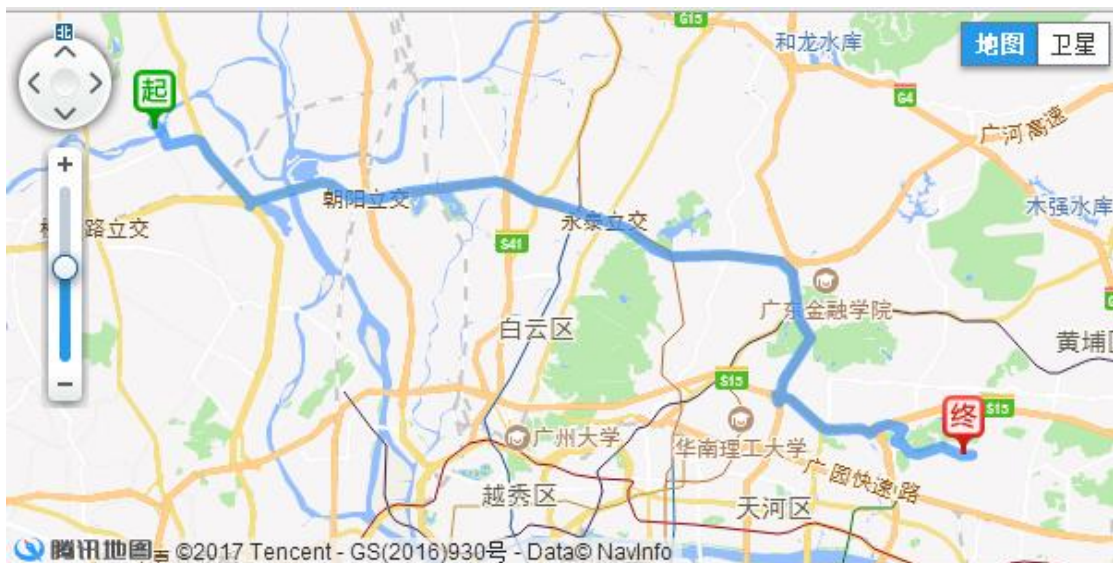 北
G15
和龙水库
地图
卫星
起
G4
广河高速
朝阳立交
永泰立交
木强水库
路立交
S41
广东金融学院
白云区
黄埔
S15
终
S15
广州大学
华南理工大学
广园快速路
越秀区
天河区
腾讯地图 ©2017 Tencent - GS(2016)930号 - Data© NavInfo